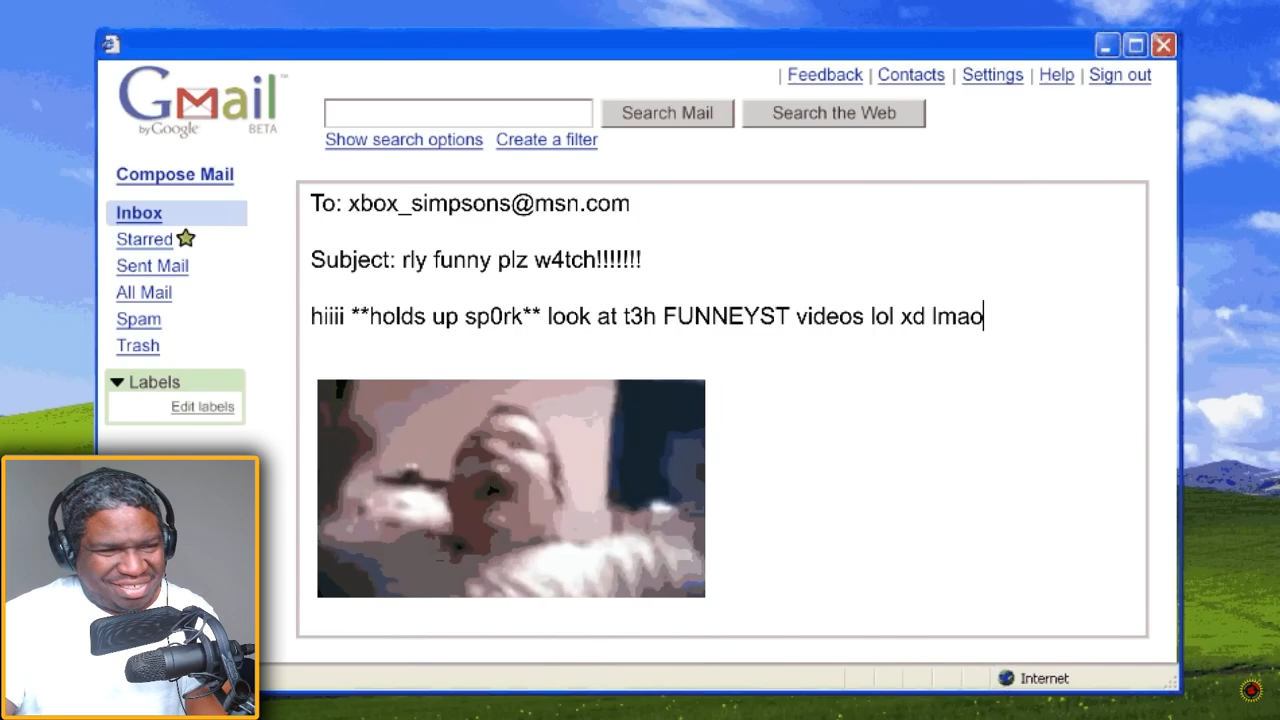 Gmail
by Google
BETA
Feedback | Contacts | Settings | Help | Sign out
Search Mail
Search the Web
Show search options
Create a filter
Compose Mail
Inbox
Starred
Sent Mail
All Mail
Spam
Trash
Labels
Edit labels
To: xbox_simpsons@msn.com
Subject: rly funny plz w4tch!!!!!!!
hiiii **holds up sp0rk** look at t3h FUNNEYST videos lol xd lmao
Internet